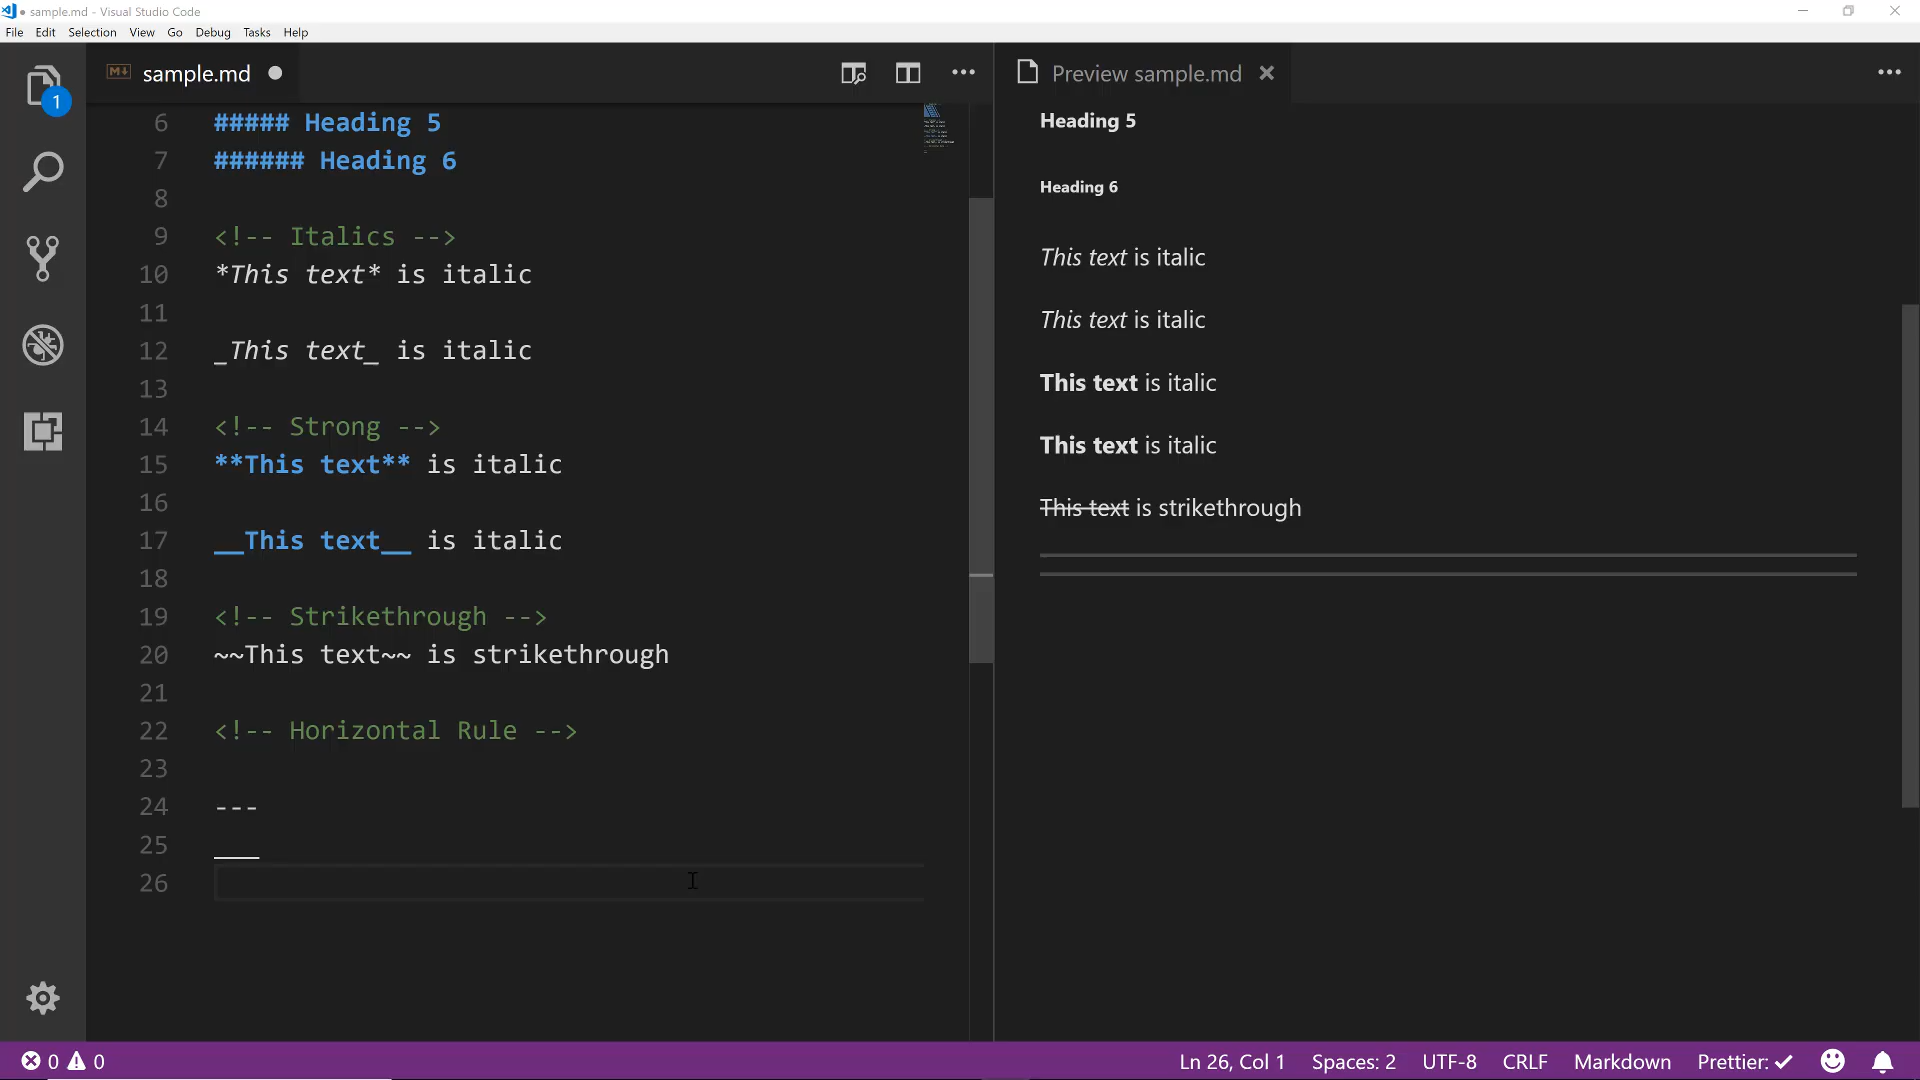 ● sample.md - Visual Studio Code
File Edit Selection View Go Debug Tasks Help
1
M↓ sample.md ●
Preview sample.md
6 ##### Heading 5
7 ###### Heading 6
8
9 <!-- Italics -->
10 *This text* is italic
11
12 _This text_ is italic
13
14 <!-- Strong -->
15 **This text** is italic
16
17 __This text__ is italic
18
19 <!-- Strikethrough -->
20 ~~This text~~ is strikethrough
21
22 <!-- Horizontal Rule -->
23
24 ---
25 ___
26
Heading 5
Heading 6
This text is italic
This text is italic
This text is italic
This text is italic
This text is strikethrough
0 0
Ln 26, Col 1 Spaces: 2 UTF-8 CRLF Markdown Prettier: ✓